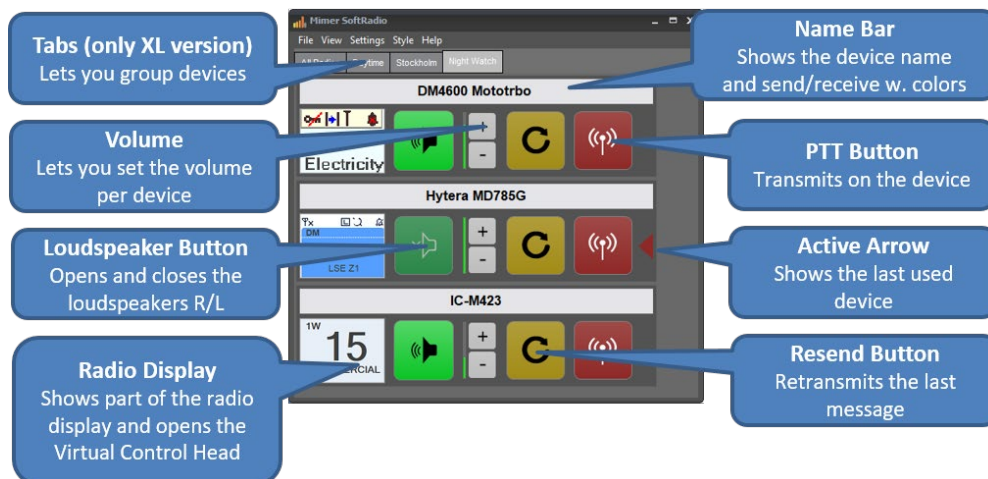 Mimer SoftRadio
File View Settings Style Help
Stockholm Night Watch
Tabs (only XL version)
Lets you group devices
Name Bar
Shows the device name
and send/receive w. colors
DM4600 Mototrbo
Electricity
+
-
Volume
Lets you set the volume
per device
PTT Button
Transmits on the device
Hytera MD785G
DM
LSE Z1
+
-
Loudspeaker Button
Opens and closes the
loudspeakers R/L
Active Arrow
Shows the last used
device
IC-M423
1W
15
+
-
Radio Display
Shows part of the radio
display and opens the
Virtual Control Head
Resend Button
Retransmits the last
message